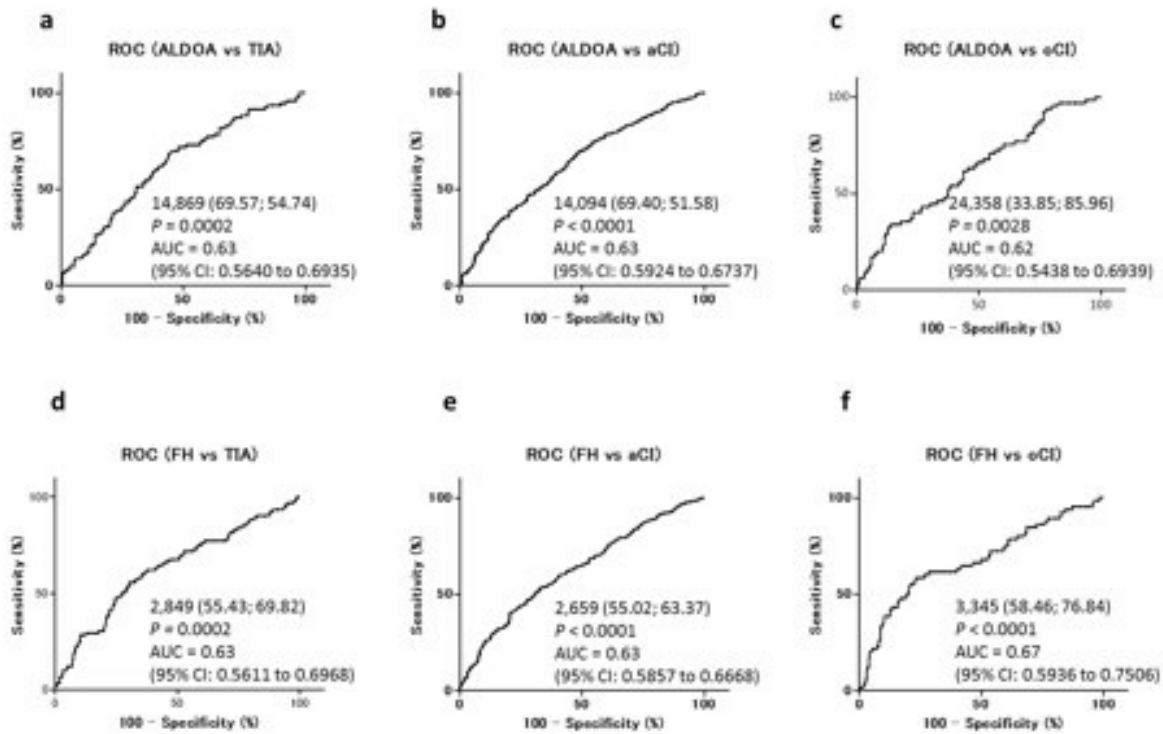 a
ROC (ALDOA vs TIA)
Sensitivity (%)
100
50
0
14,869 (69.57; 54.74)
P = 0.0002
AUC = 0.63
(95% CI: 0.5640 to 0.6935)
0 50 100
100 - Specificity (%)
b
ROC (ALDOA vs aCI)
Sensitivity (%)
100
50
0
14,094 (69.40; 51.58)
P < 0.0001
AUC = 0.63
(95% CI: 0.5924 to 0.6737)
0 50 100
100 - Specificity (%)
c
ROC (ALDOA vs oCI)
Sensitivity (%)
100
50
0
24,358 (33.85; 85.96)
P = 0.0028
AUC = 0.62
(95% CI: 0.5438 to 0.6939)
0 50 100
100 - Specificity (%)
d
ROC (FH vs TIA)
Sensitivity (%)
100
50
0
2,849 (55.43; 69.82)
P = 0.0002
AUC = 0.63
(95% CI: 0.5611 to 0.6968)
0 50 100
100 - Specificity (%)
e
ROC (FH vs aCI)
Sensitivity (%)
100
50
0
2,659 (55.02; 63.37)
P < 0.0001
AUC = 0.63
(95% CI: 0.5857 to 0.6668)
0 50 100
100 - Specificity (%)
f
ROC (FH vs oCI)
Sensitivity (%)
100
50
0
3,345 (58.46; 76.84)
P < 0.0001
AUC = 0.67
(95% CI: 0.5936 to 0.7506)
0 50 100
100 - Specificity (%)